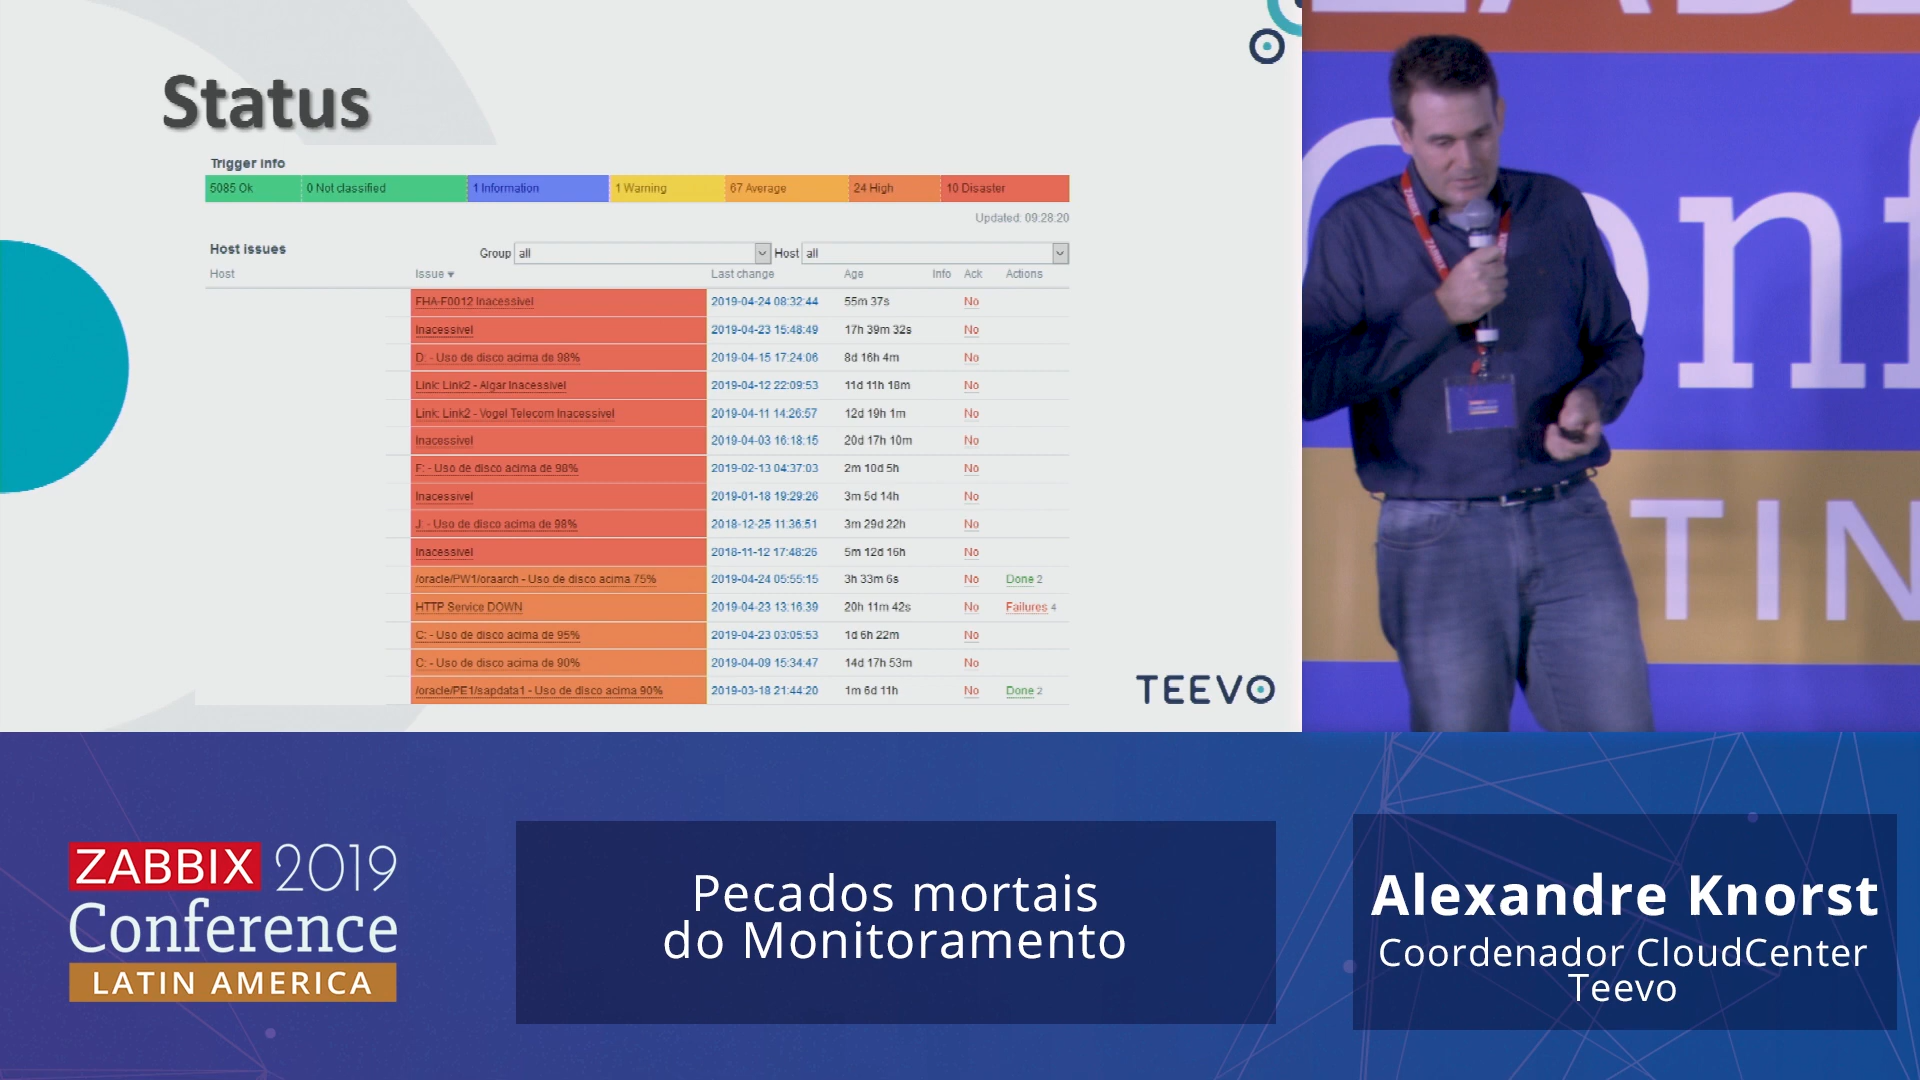 Status
Trigger info
5085 Ok 0 Not classified 1 Information 1 Warning 67 Average 24 High 10 Disaster
Updated: 09:28:20
Host issues Group all Host all
Host Issue Last change Age Info Ack Actions
FHA-F0012 Inacessivel 2019-04-24 08:32:44 55m 37s No
Inacessivel 2019-04-23 15:48:49 17h 39m 32s No
D: - Uso de disco acima de 98% 2019-04-15 17:24:06 8d 16h 4m No
Link: Link2 - Algar Inacessivel 2019-04-12 22:09:53 11d 11h 18m No
Link: Link2 - Vogel Telecom Inacessivel 2019-04-11 14:26:57 12d 19h 1m No
Inacessivel 2019-04-03 16:18:15 20d 17h 10m No
F: - Uso de disco acima de 98% 2019-02-13 04:37:03 2m 10d 5h No
Inacessivel 2019-01-18 19:29:26 3m 5d 14h No
J: - Uso de disco acima de 98% 2018-12-25 11:36:51 3m 29d 22h No
Inacessivel 2018-11-12 17:48:26 5m 12d 16h No
/oracle/PW1/oraarch - Uso de disco acima 75% 2019-04-24 05:55:15 3h 33m 6s No Done 2
HTTP Service DOWN 2019-04-23 13:16:39 20h 11m 42s No Failures 4
C: - Uso de disco acima de 95% 2019-04-23 03:05:53 1d 6h 22m No
C: - Uso de disco acima de 90% 2019-04-09 15:34:47 14d 17h 53m No
/oracle/PE1/sapdata1 - Uso de disco acima 90% 2019-03-18 21:44:20 1m 6d 11h No Done 2
TEEVO
Conf
TIN
ZABBIX 2019
Conference
LATIN AMERICA
Pecados mortais
do Monitoramento
Alexandre Knorst
Coordenador CloudCenter
Teevo